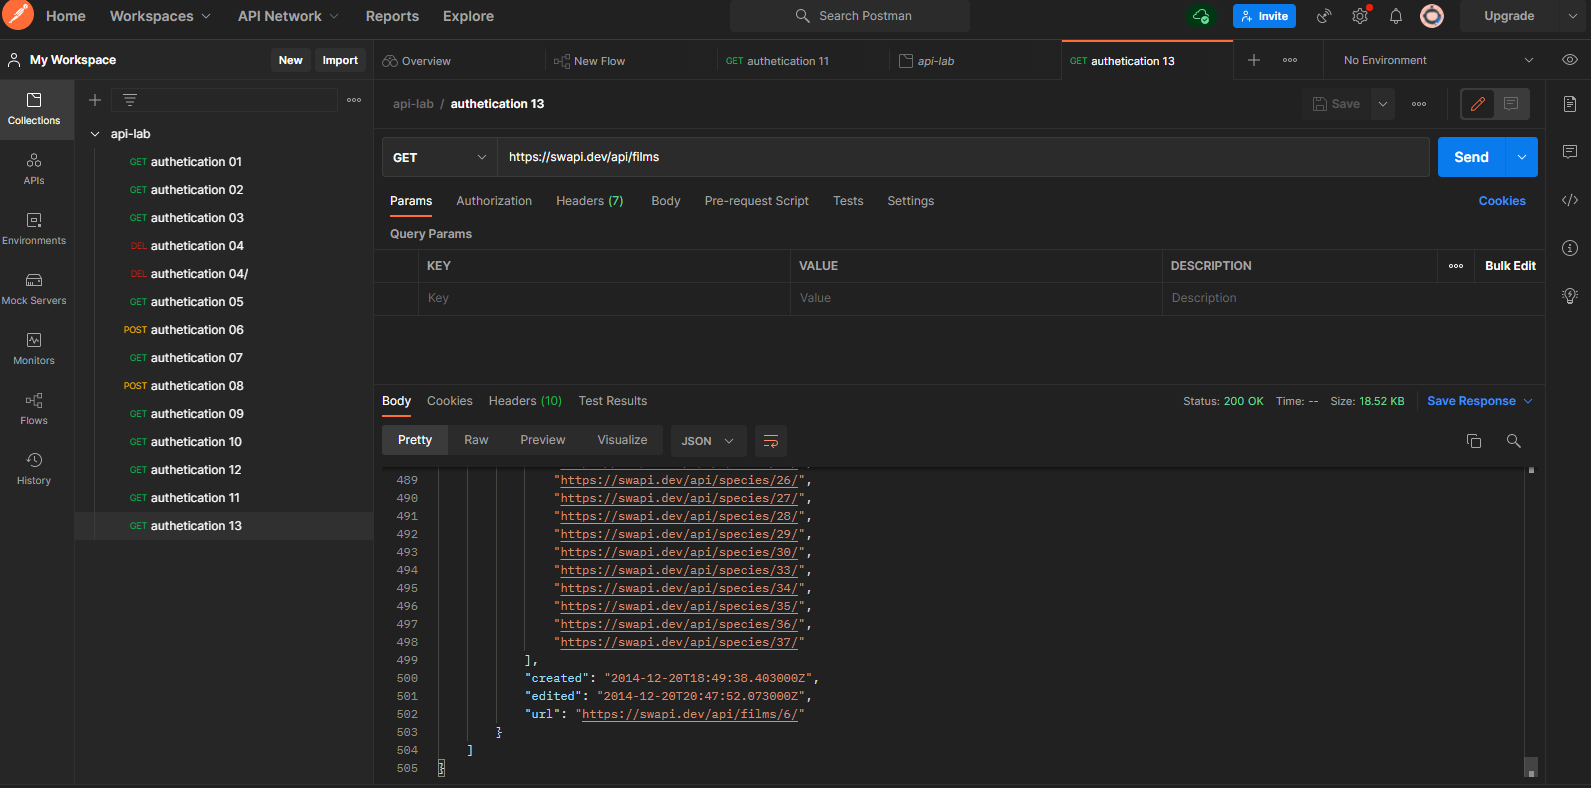 Home Workspaces API Network Reports Explore Search Postman Invite Upgrade
My Workspace New Import
Overview New Flow GET authetication 11 api-lab GET authetication 13 No Environment
Collections
APIs
Environments
Mock Servers
Monitors
Flows
History
api-lab
GET authetication 01
GET authetication 02
GET authetication 03
DEL authetication 04
DEL authetication 04/
GET authetication 05
POST authetication 06
GET authetication 07
POST authetication 08
GET authetication 09
GET authetication 10
GET authetication 12
GET authetication 11
GET authetication 13
api-lab / authetication 13 Save
GET https://swapi.dev/api/films Send
Params Authorization Headers (7) Body Pre-request Script Tests Settings Cookies
Query Params
KEY VALUE DESCRIPTION Bulk Edit
Key Value Description
Body Cookies Headers (10) Test Results Status: 200 OK Time: -- Size: 18.52 KB Save Response
Pretty Raw Preview Visualize JSON
489 "https://swapi.dev/api/species/26/",
490 "https://swapi.dev/api/species/27/",
491 "https://swapi.dev/api/species/28/",
492 "https://swapi.dev/api/species/29/",
493 "https://swapi.dev/api/species/30/",
494 "https://swapi.dev/api/species/33/",
495 "https://swapi.dev/api/species/34/",
496 "https://swapi.dev/api/species/35/",
497 "https://swapi.dev/api/species/36/",
498 "https://swapi.dev/api/species/37/"
499 ],
500 "created": "2014-12-20T18:49:38.403000Z",
501 "edited": "2014-12-20T20:47:52.073000Z",
502 "url": "https://swapi.dev/api/films/6/"
503 }
504 ]
505 }